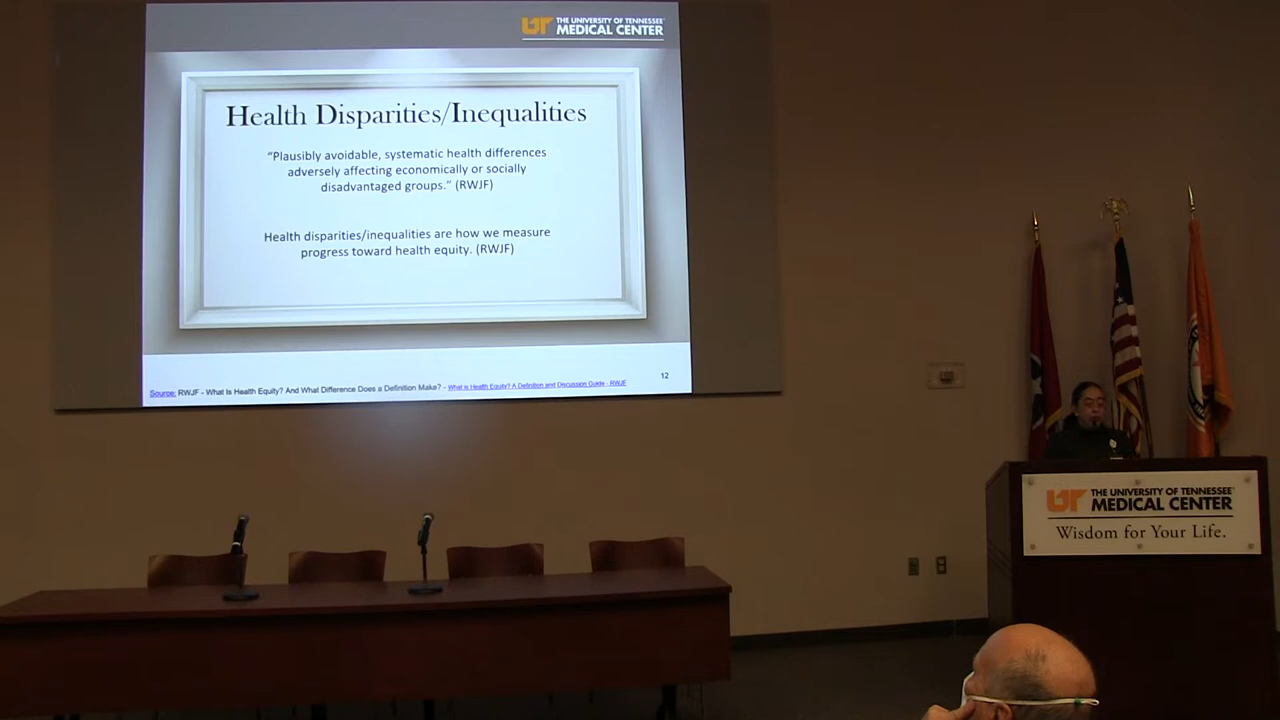 UT THE UNIVERSITY OF TENNESSEE
MEDICAL CENTER
Health Disparities/Inequalities
“Plausibly avoidable, systematic health differences
adversely affecting economically or socially
disadvantaged groups.” (RWJF)
Health disparities/inequalities are how we measure
progress toward health equity. (RWJF)
12
Source: RWJF - What Is Health Equity? And What Difference Does a Definition Make? - What is Health Equity? A Definition and Discussion Guide - RWJF
UT THE UNIVERSITY OF TENNESSEE
MEDICAL CENTER
Wisdom for Your Life.